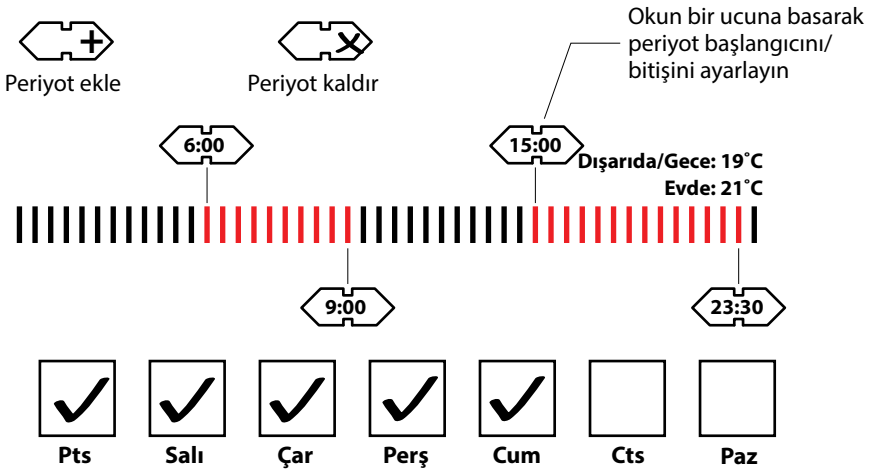 Okun bir ucuna basarak
periyot başlangıcını/
bitişini ayarlayın
Periyot ekle
Periyot kaldır
6:00
15:00
Dışarıda/Gece: 19˚C
Evde: 21˚C
9:00
23:30
Pts
Salı
Çar
Perş
Cum
Cts
Paz